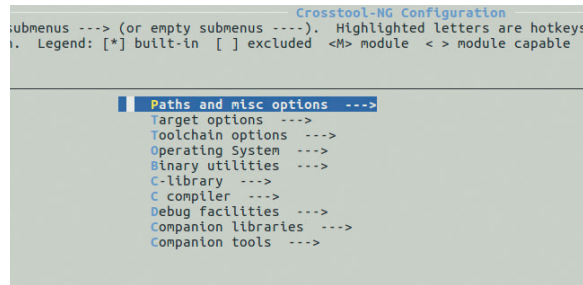 Crosstool-NG Configuration
submenus ---> (or empty submenus ----).  Highlighted letters are hotkeys
.  Legend: [*] built-in  [ ] excluded  <M> module  < > module capable
Paths and misc options  --->
Target options  --->
Toolchain options  --->
Operating System  --->
Binary utilities  --->
C-library  --->
C compiler  --->
Debug facilities  --->
Companion libraries  --->
Companion tools  --->